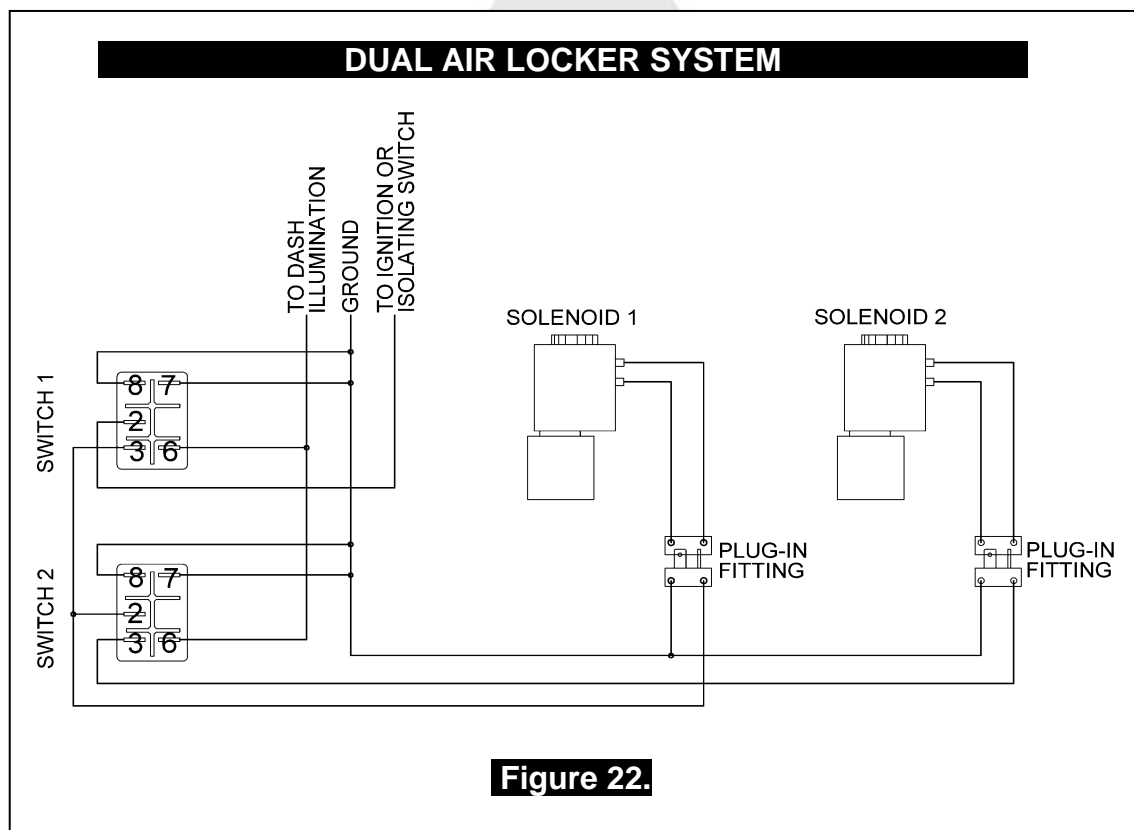 DUAL AIR LOCKER SYSTEM
TO DASH
ILLUMINATION
GROUND
TO IGNITION OR
ISOLATING SWITCH
SOLENOID 1
SOLENOID 2
SWITCH 1
8 7
2
3 6
SWITCH 2
8 7
2
3 6
PLUG-IN
FITTING
PLUG-IN
FITTING
Figure 22.